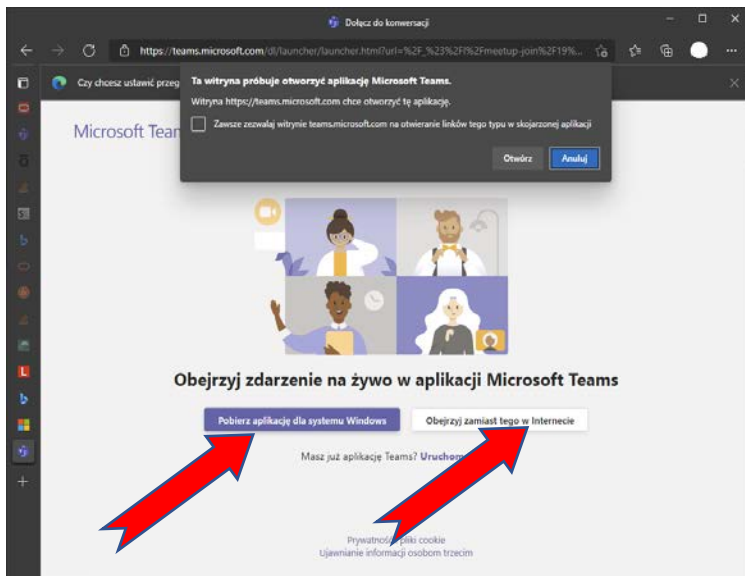 Dołącz do konwersacji
https://teams.microsoft.com/dl/launcher/launcher.html?url=%2F_%23%2Fl%2Fmeetup-join%2F19%...
Czy chcesz ustawić przeg
Ta witryna próbuje otworzyć aplikację Microsoft Teams.
Witryna https://teams.microsoft.com chce otworzyć tę aplikację.
Zawsze zezwalaj witrynie teams.microsoft.com na otwieranie linków tego typu w skojarzonej aplikacji
Otwórz Anuluj
Microsoft Tean
Obejrzyj zdarzenie na żywo w aplikacji Microsoft Teams
Pobierz aplikację dla systemu Windows Obejrzyj zamiast tego w Internecie
Masz już aplikację Teams? Uruchom
Prywatność pliki cookie
Ujawnianie informacji osobom trzecim